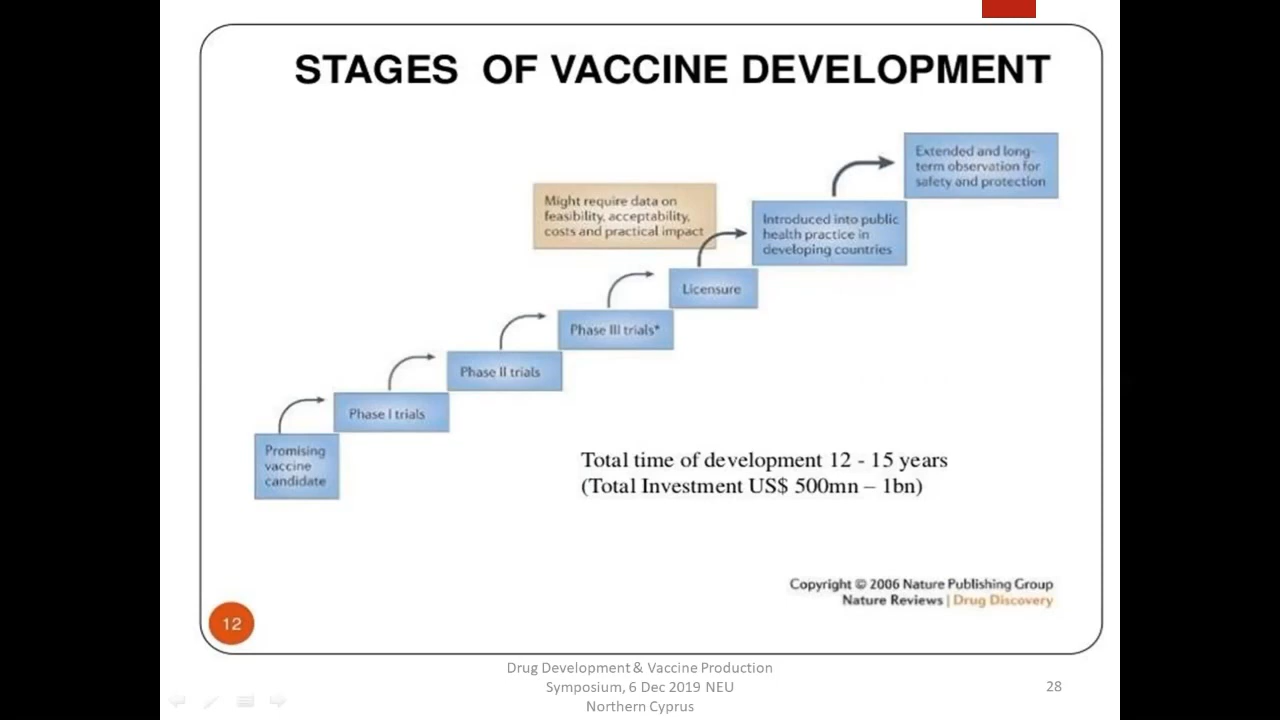 STAGES OF VACCINE DEVELOPMENT
Extended and long-
term observation for
safety and protection
Might require data on
feasibility, acceptability,
costs and practical impact
Introduced into public
health practice in
developing countries
Licensure
Phase III trials*
Phase II trials
Phase I trials
Promising
vaccine
candidate
Total time of development 12 - 15 years
(Total Investment US$ 500mn – 1bn)
Copyright © 2006 Nature Publishing Group
Nature Reviews | Drug Discovery
12
Drug Development & Vaccine Production
Symposium, 6 Dec 2019 NEU
Northern Cyprus
28